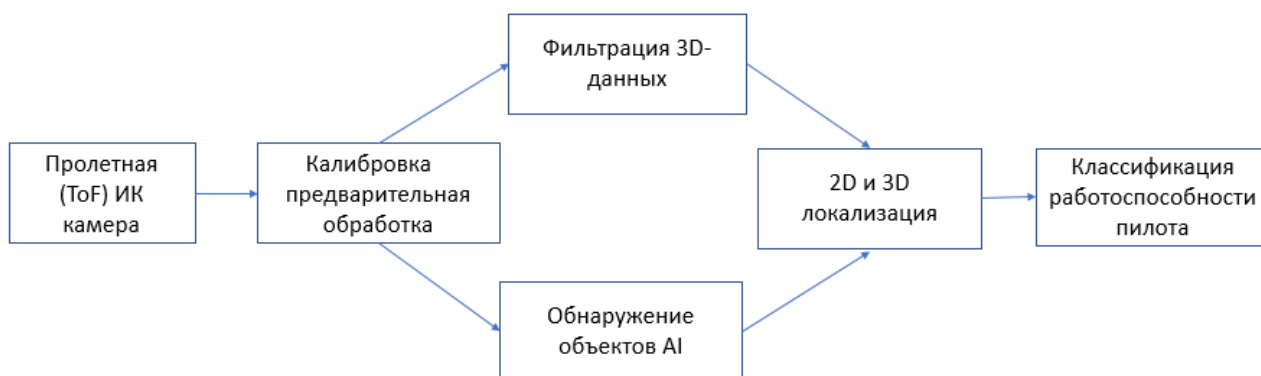 Фильтрация 3D-
данных
Пролетная
(ToF) ИК
камера
Калибровка
предварительная
обработка
2D и 3D
локализация
Классификация
работоспособности
пилота
Обнаружение
объектов AI